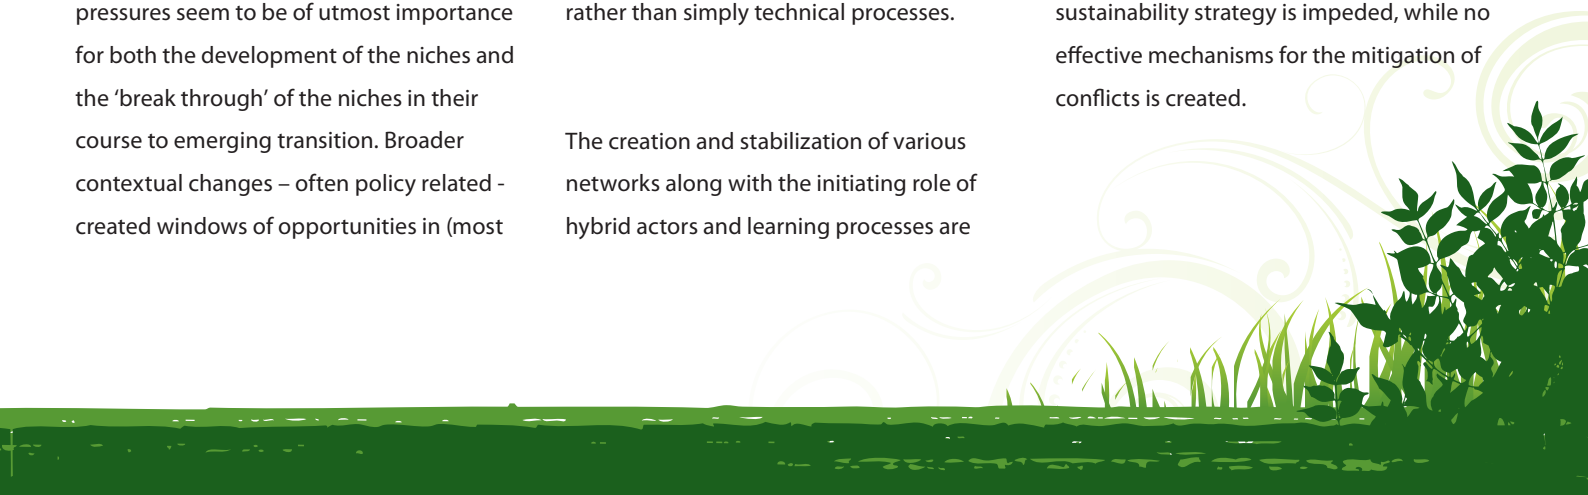 pressures seem to be of utmost importance
for both the development of the niches and
the ‘break through’ of the niches in their
course to emerging transition. Broader
contextual changes – often policy related -
created windows of opportunities in (most
rather than simply technical processes.
The creation and stabilization of various
networks along with the initiating role of
hybrid actors and learning processes are
sustainability strategy is impeded, while no
effective mechanisms for the mitigation of
conflicts is created.